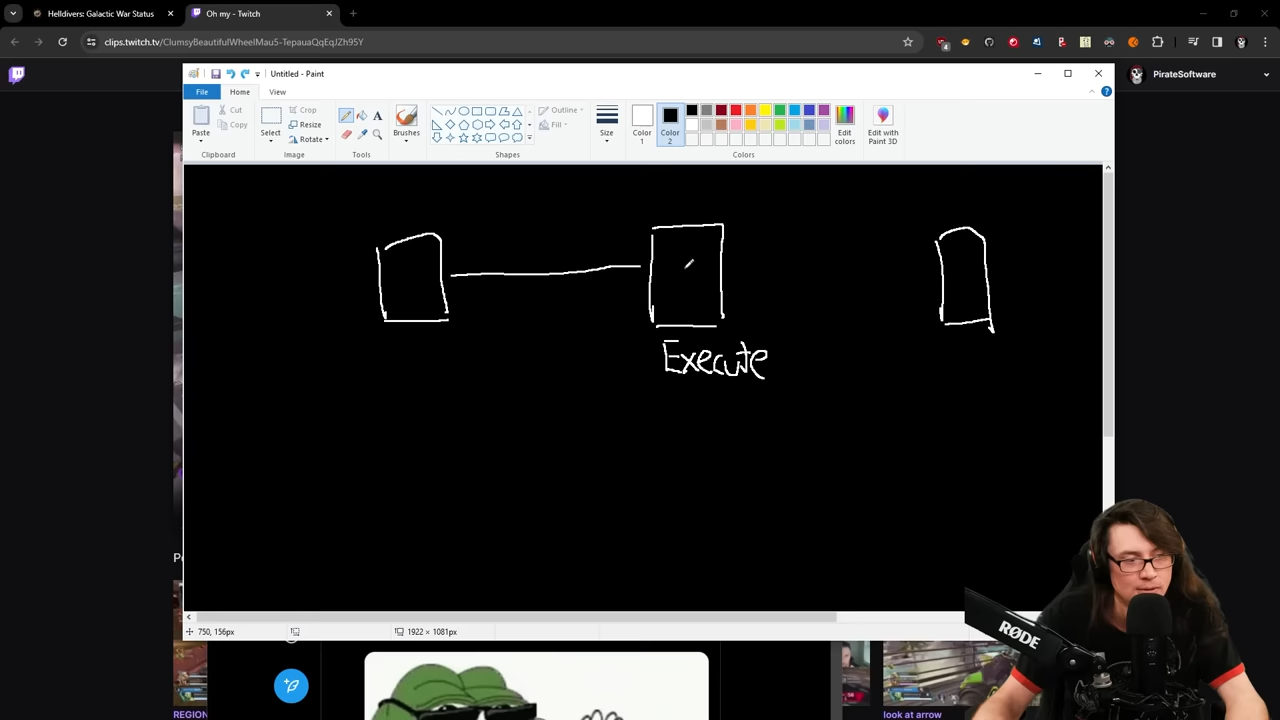 Helldivers: Galactic War Status
Oh my - Twitch
clips.twitch.tv/ClumsyBeautifulWheelMau5-TepauaQqEqJZh95Y
4
PirateSoftware
Untitled - Paint
File Home View
Paste
Cut
Copy
Clipboard
Select
Crop
Resize
Rotate
Image
Tools
Brushes
Shapes
Outline
Fill
Size
Color 1
Color 2
Colors
Edit colors
Edit with Paint 3D
Execute
750, 156px
1922 × 1081px
RØDE
REGION
look at arrow